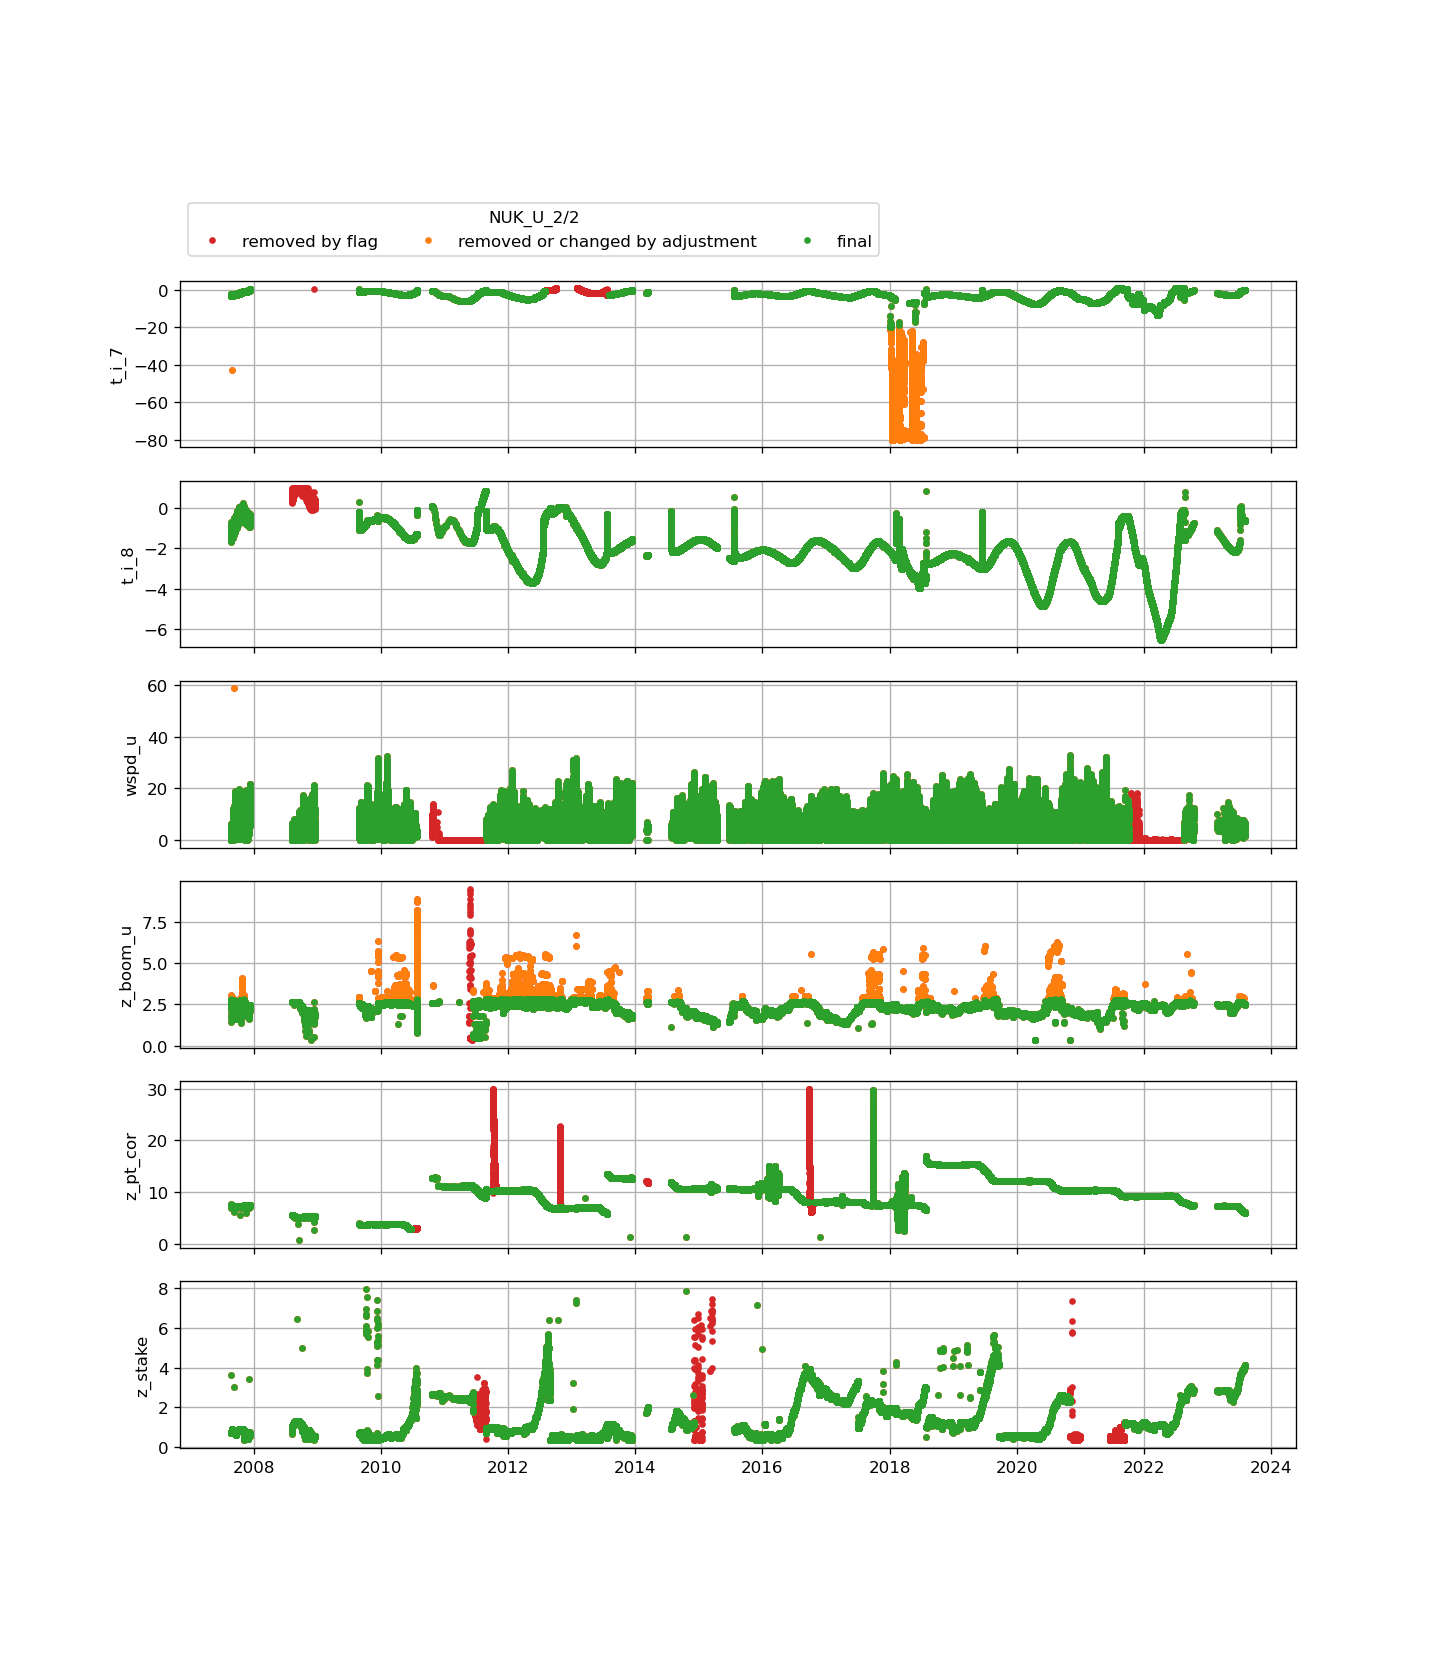 NUK_U_2/2
removed by flag
removed or changed by adjustment
final
0
−20
−40
−60
−80
t_i_7
0
−2
−4
−6
t_i_8
60
40
20
0
wspd_u
7.5
5.0
2.5
0.0
z_boom_u
30
20
10
0
z_pt_cor
8
6
4
2
0
z_stake
2008 2010 2012 2014 2016 2018 2020 2022 2024